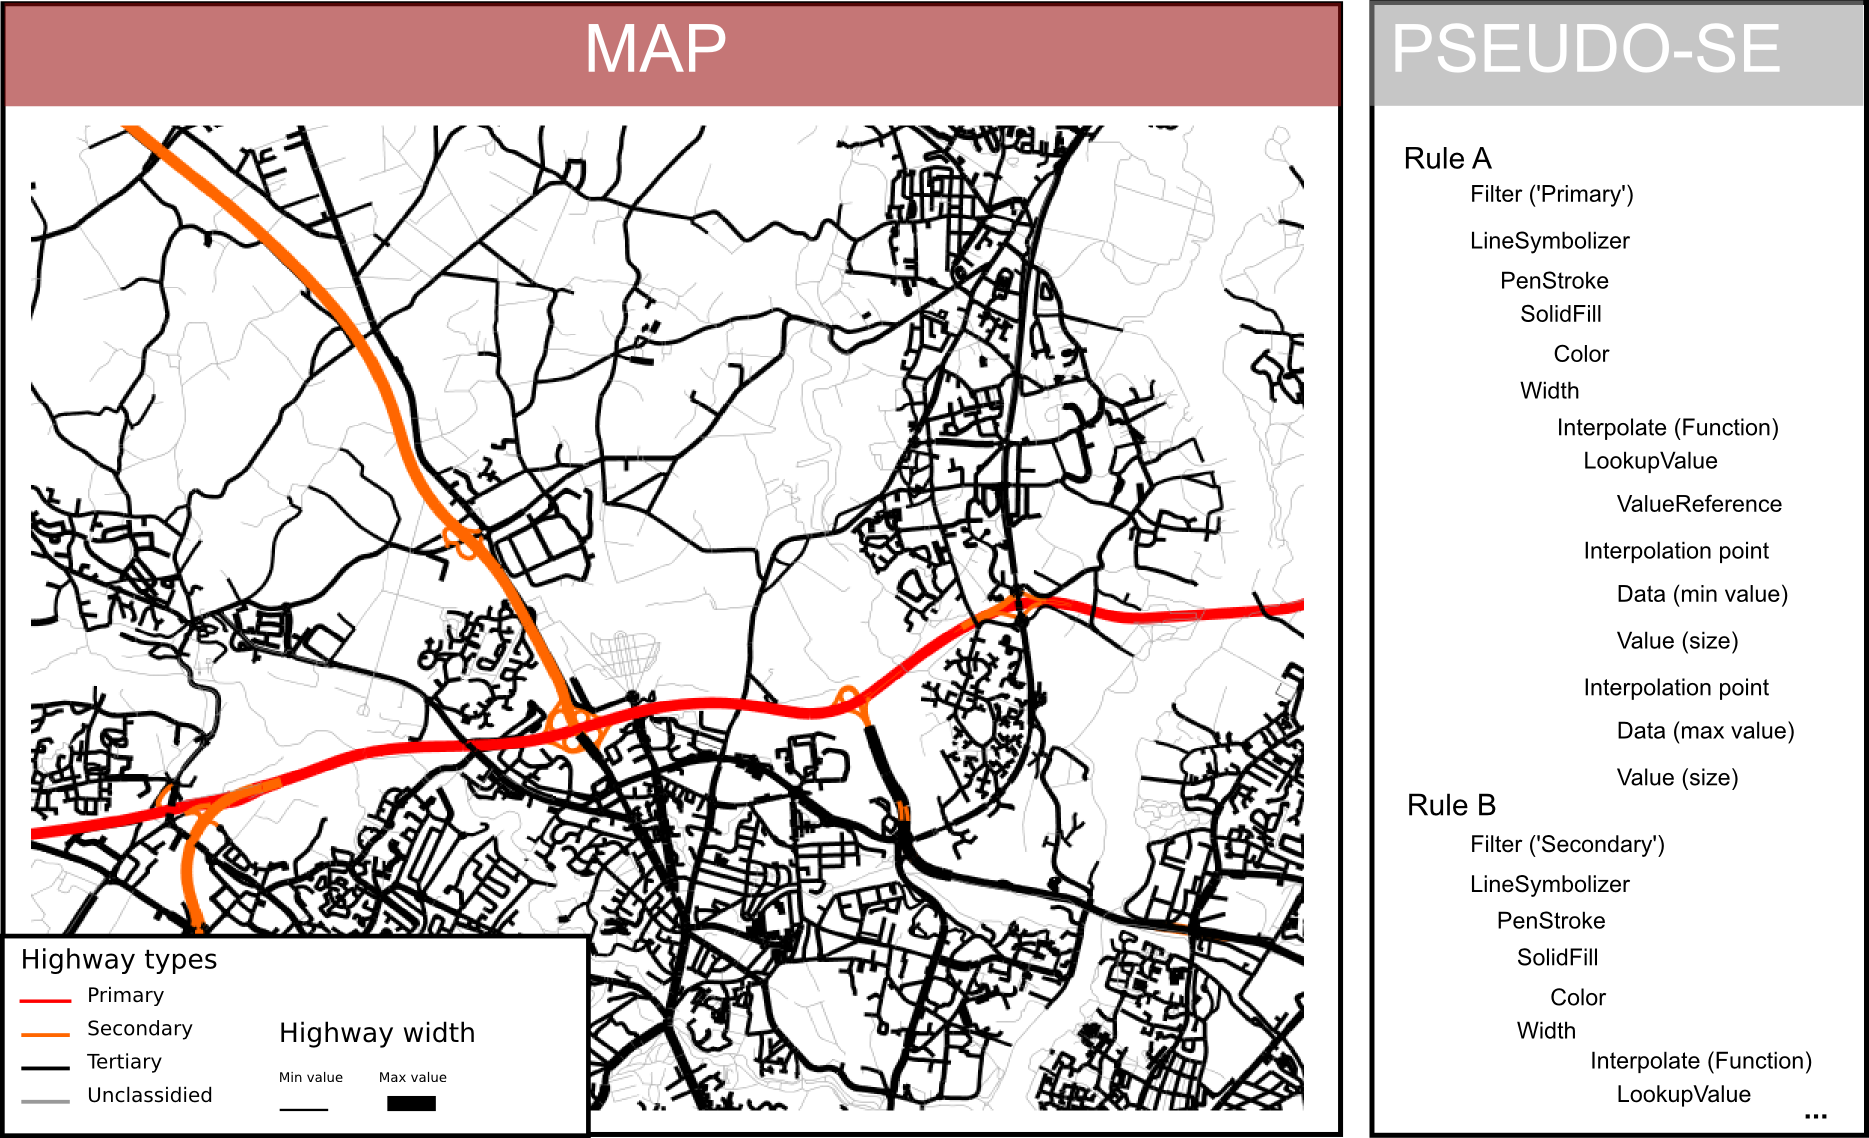 MAP
Highway types
Primary
Secondary
Tertiary
Unclassidied
Highway width
Min value Max value
PSEUDO-SE
Rule A
Filter ('Primary')
LineSymbolizer
PenStroke
SolidFill
Color
Width
Interpolate (Function)
LookupValue
ValueReference
Interpolation point
Data (min value)
Value (size)
Interpolation point
Data (max value)
Value (size)
Rule B
Filter ('Secondary')
LineSymbolizer
PenStroke
SolidFill
Color
Width
Interpolate (Function)
LookupValue
...